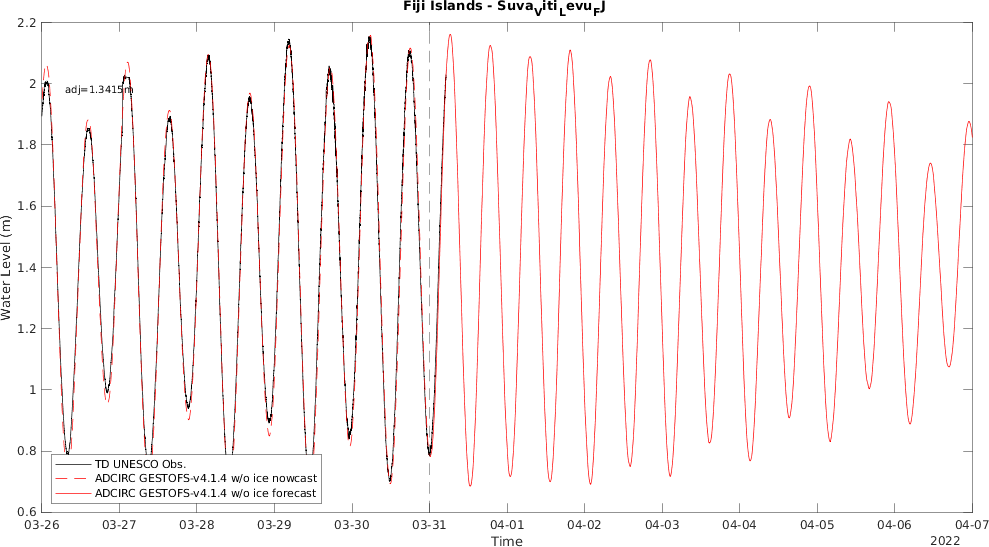 Fiji Islands - SuvaVitiLevuFJ
2.2
2
1.8
1.6
1.4
1.2
1
0.8
0.6
Water Level (m)
adj=1.3415m
TD UNESCO Obs.
ADCIRC GESTOFS-v4.1.4 w/o ice nowcast
ADCIRC GESTOFS-v4.1.4 w/o ice forecast
03-26 03-27 03-28 03-29 03-30 03-31 04-01 04-02 04-03 04-04 04-05 04-06 04-07
Time
2022